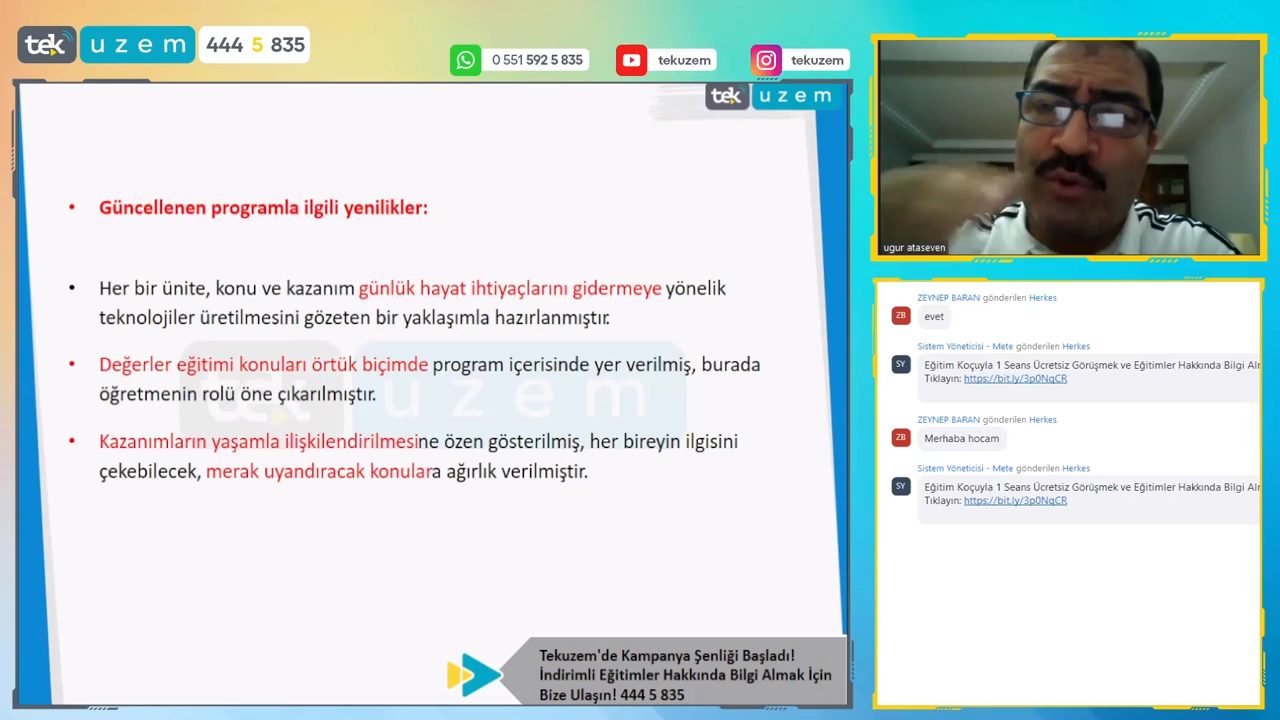 tek uzem 444 5 835
0 551 592 5 835
tekuzem
tekuzem
tek uzem
• Güncellenen programla ilgili yenilikler:
• Her bir ünite, konu ve kazanım günlük hayat ihtiyaçlarını gidermeye yönelik
teknolojiler üretilmesini gözeten bir yaklaşımla hazırlanmıştır.
• Değerler eğitimi konuları örtük biçimde program içerisinde yer verilmiş, burada
öğretmenin rolü öne çıkarılmıştır.
• Kazanımların yaşamla ilişkilendirilmesine özen gösterilmiş, her bireyin ilgisini
çekebilecek, merak uyandıracak konulara ağırlık verilmiştir.
tek uzem
Tekuzem'de Kampanya Şenliği Başladı!
İndirimli Eğitimler Hakkında Bilgi Almak İçin
Bize Ulaşın! 444 5 835
ugur ataseven
ZEYNEP BARAN gönderilen Herkes
ZB evet
Sistem Yöneticisi - Mete gönderilen Herkes
SY Eğitim Koçuyla 1 Seans Ücretsiz Görüşmek ve Eğitimler Hakkında Bilgi
Tıklayın: https://bit.ly/3p0NqCR
ZEYNEP BARAN gönderilen Herkes
ZB Merhaba hocam
Sistem Yöneticisi - Mete gönderilen Herkes
SY Eğitim Koçuyla 1 Seans Ücretsiz Görüşmek ve Eğitimler Hakkında Bilgi
Tıklayın: https://bit.ly/3p0NqCR